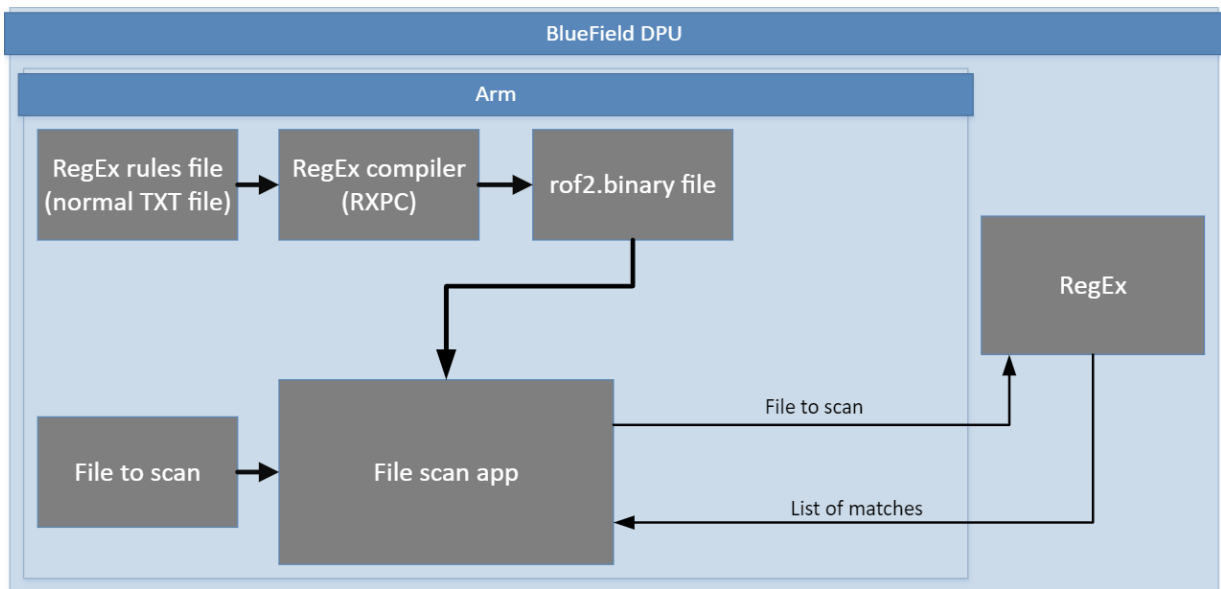 BlueField DPU
Arm
RegEx rules file
(normal TXT file)
RegEx compiler
(RXPC)
rof2.binary file
RegEx
File to scan
File scan app
File to scan
List of matches